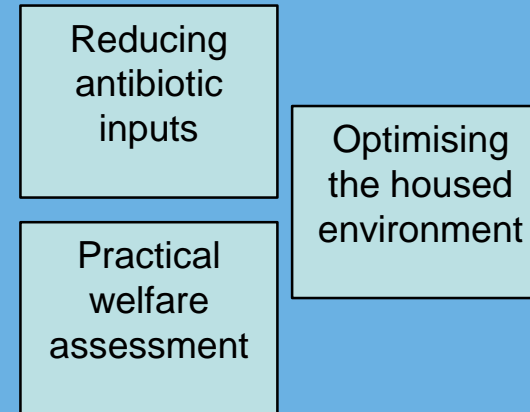 Reducing
antibiotic
inputs
Optimising
the housed
environment
Practical
welfare
assessment